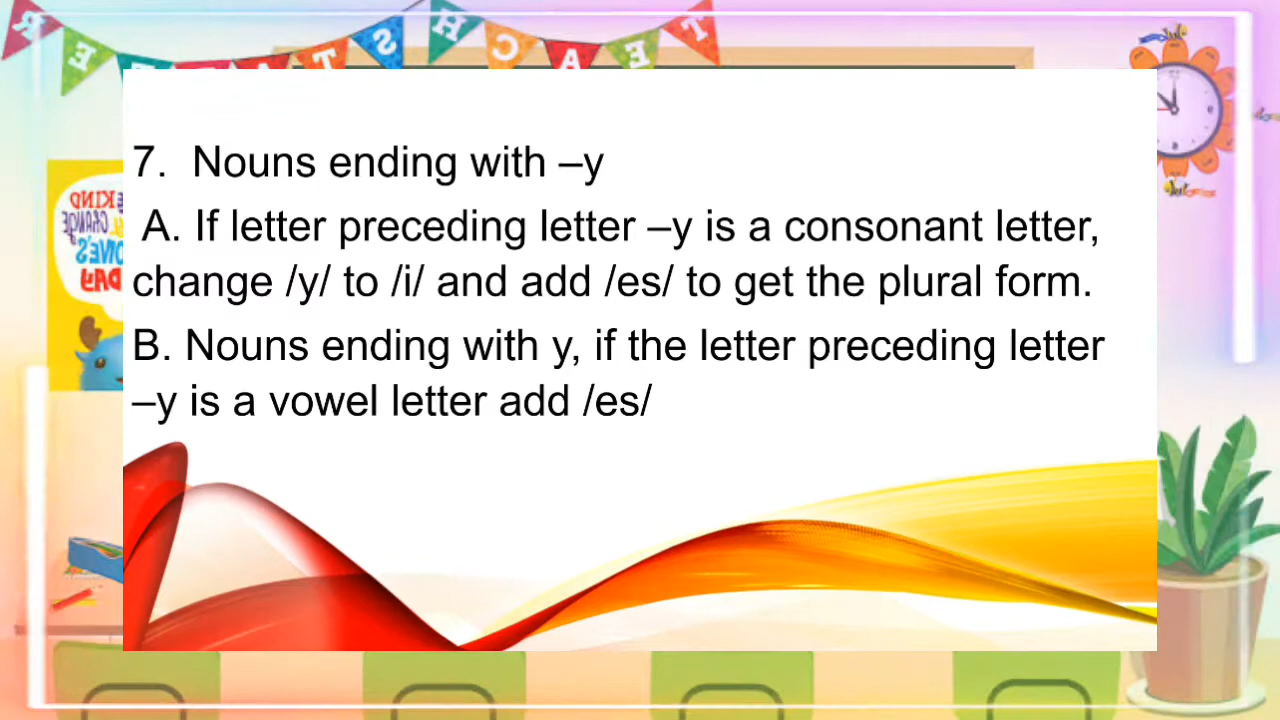 7. Nouns ending with –y
A. If letter preceding letter –y is a consonant letter,
change /y/ to /i/ and add /es/ to get the plural form.
B. Nouns ending with y, if the letter preceding letter
–y is a vowel letter add /es/